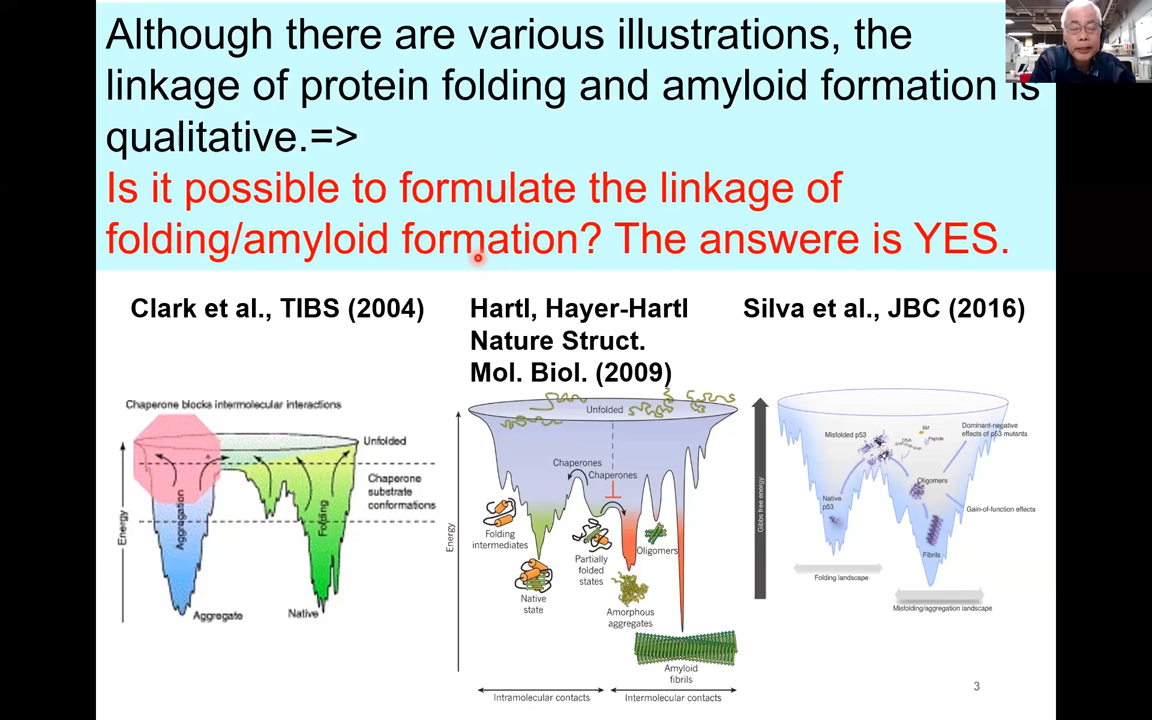 Although there are various illustrations, the
linkage of protein folding and amyloid formation is
qualitative.=>
Is it possible to formulate the linkage of
folding/amyloid formation? The answere is YES.
Clark et al., TIBS (2004)
Chaperone blocks intermolecular interactions
Unfolded
Chaperone
substrate
conformations
Energy
Aggregation
Folding
Aggregate
Native
Hartl, Hayer-Hartl
Nature Struct.
Mol. Biol. (2009)
Unfolded
Chaperones
Chaperones
Energy
Folding
intermediates
Native
state
Partially
folded
states
Oligomers
Amorphous
aggregates
Amyloid
fibrils
Intramolecular contacts
Intermolecular contacts
Silva et al., JBC (2016)
Gibbs free energy
Misfolded p53
SM
DNA
Peptide
Dominant-negative
effects of p53 mutants
Native
p53
Oligomers
Gain-of-function effects
Fibrils
Folding landscape
Misfolding/aggregation landscape
3